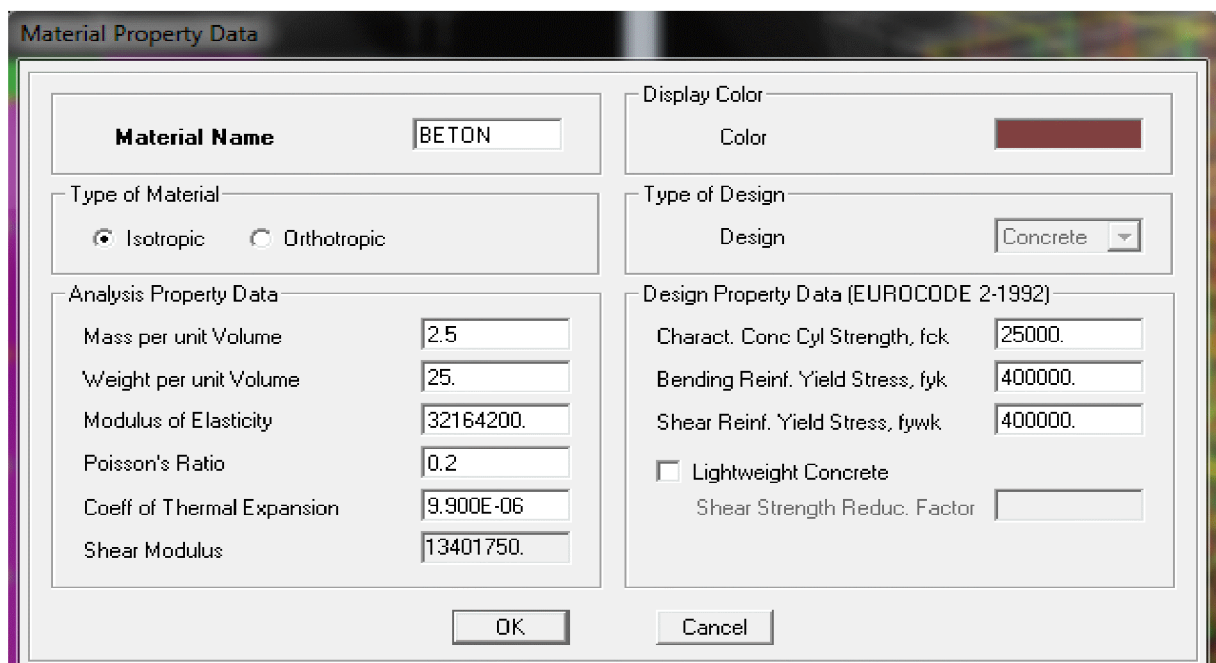 Material Property Data
Material Name BETON
Display Color
Color
Type of Material
Isotropic Orthotropic
Type of Design
Design Concrete
Analysis Property Data
Mass per unit Volume 2.5
Weight per unit Volume 25.
Modulus of Elasticity 32164200.
Poisson's Ratio 0.2
Coeff of Thermal Expansion 9.900E-06
Shear Modulus 13401750.
Design Property Data (EUROCODE 2-1992)
Charact. Conc Cyl Strength, fck 25000.
Bending Reinf. Yield Stress, fyk 400000.
Shear Reinf. Yield Stress, fywk 400000.
Lightweight Concrete
Shear Strength Reduc. Factor
OK Cancel